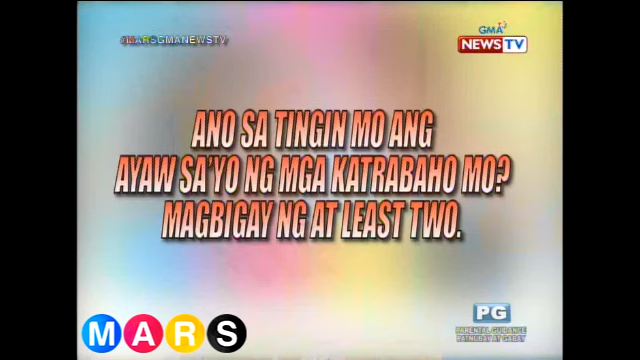 #MARSGMANEWSTV
GMA
NEWS TV
ANO SA TINGIN MO ANG
AYAW SA'YO NG MGA KATRABAHO MO?
MAGBIGAY NG AT LEAST TWO.
MARS
PG
PARENTAL GUIDANCE
PATNUBAY AT GABAY